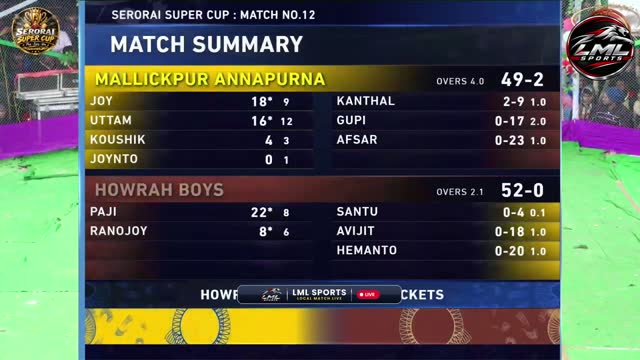 SERORAI SUPER CUP
SERORAI SUPER CUP : MATCH NO.12
LML
SPORTS
MATCH SUMMARY
MALLICKPUR ANNAPURNA OVERS 4.0 49-2
JOY 18* 9 KANTHAL 2-9 1.0
UTTAM 16* 12 GUPI 0-17 2.0
KOUSHIK 4 3 AFSAR 0-23 1.0
JOYNTO 0 1
HOWRAH BOYS OVERS 2.1 52-0
PAJI 22* 8 SANTU 0-4 0.1
RANOJOY 8* 6 AVIJIT 0-18 1.0
HEMANTO 0-20 1.0
LML SPORTS
LOCAL MATCH LIVE
LIVE